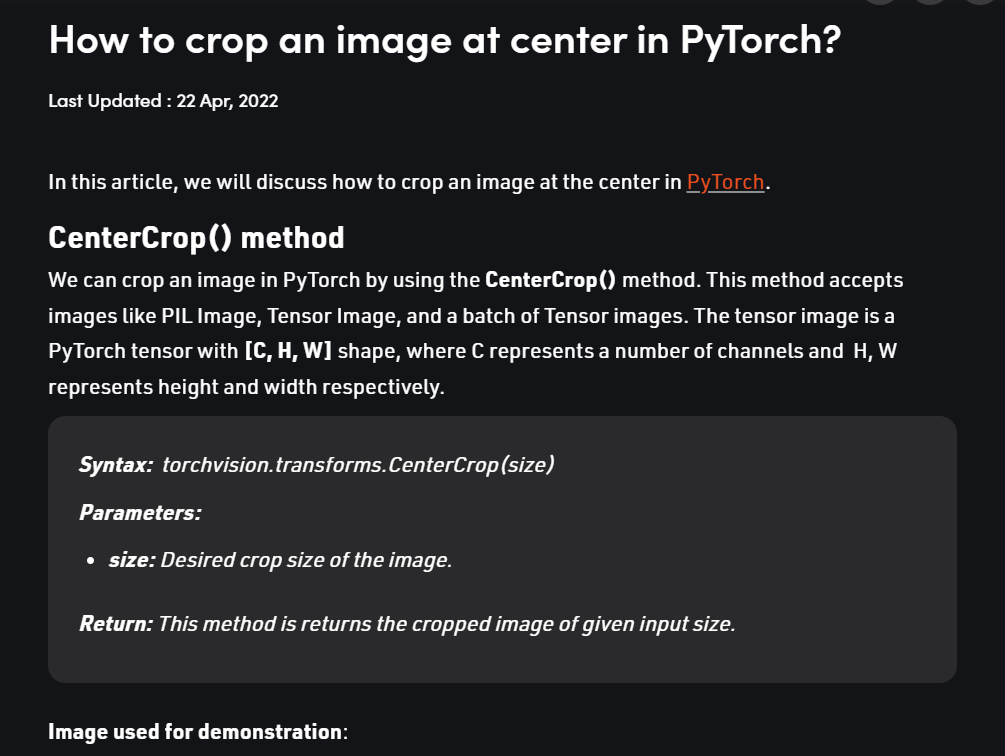 How to crop an image at center in PyTorch?
Last Updated : 22 Apr, 2022
In this article, we will discuss how to crop an image at the center in PyTorch.
CenterCrop() method
We can crop an image in PyTorch by using the CenterCrop() method. This method accepts
images like PIL Image, Tensor Image, and a batch of Tensor images. The tensor image is a
PyTorch tensor with [C, H, W] shape, where C represents a number of channels and  H, W
represents height and width respectively.
Syntax: torchvision.transforms.CenterCrop(size)
Parameters:
• size: Desired crop size of the image.
Return: This method is returns the cropped image of given input size.
Image used for demonstration: